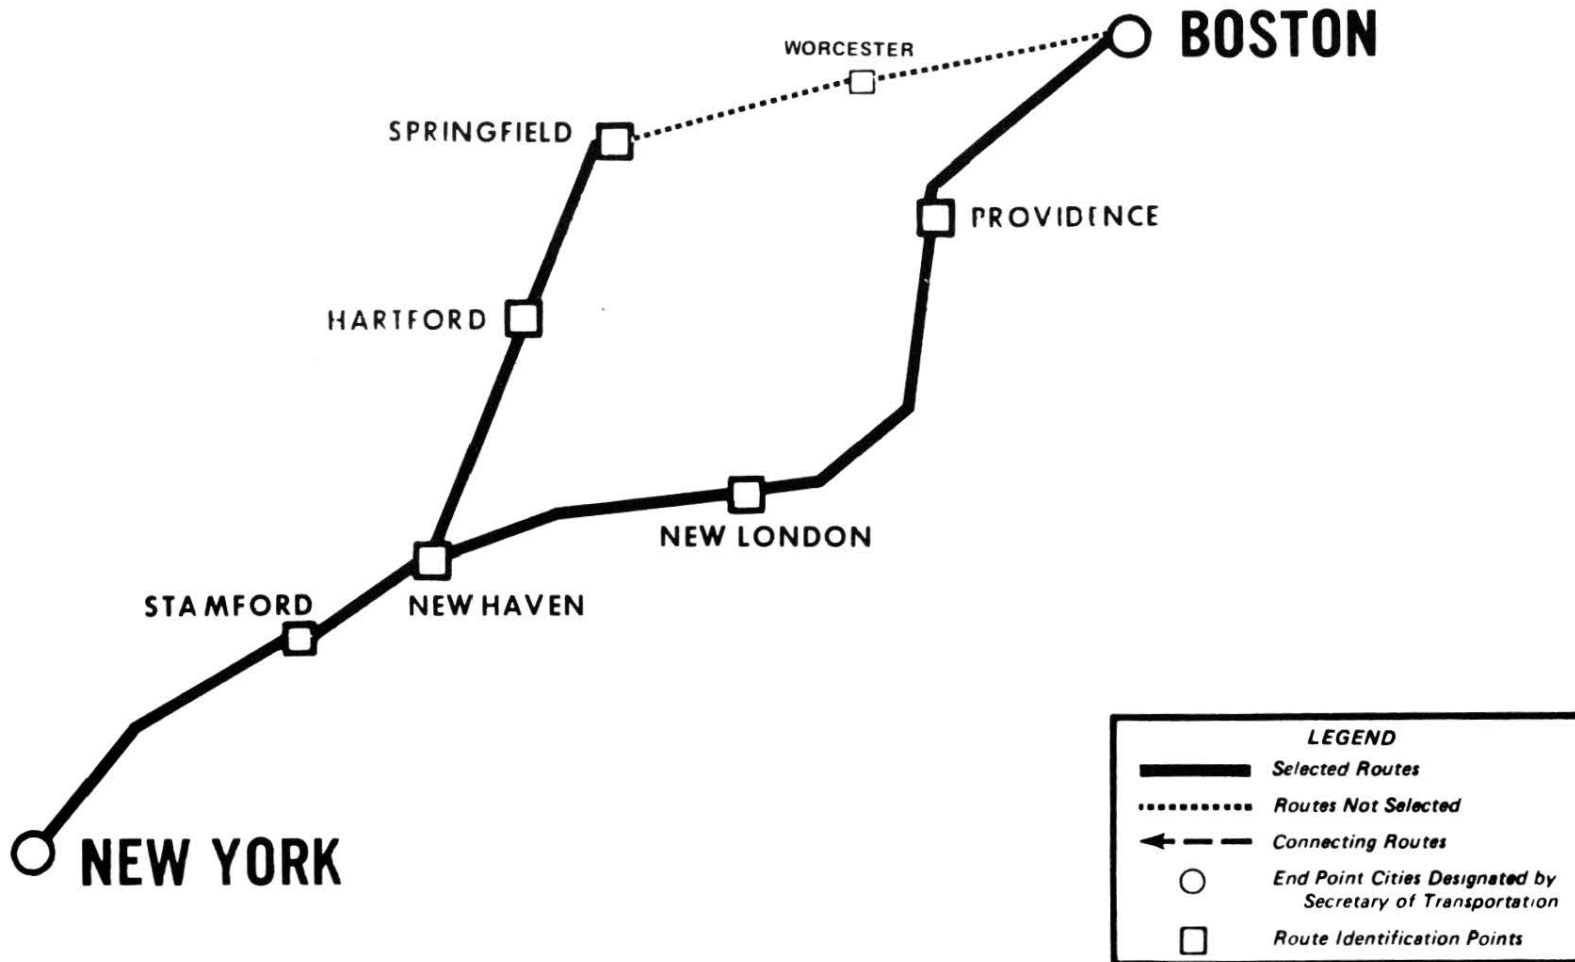 BOSTON
WORCESTER
SPRINGFIELD
PROVIDENCE
HARTFORD
NEW LONDON
STAMFORD
NEW HAVEN
NEW YORK
LEGEND
Selected Routes
Routes Not Selected
Connecting Routes
End Point Cities Designated by
Secretary of Transportation
Route Identification Points